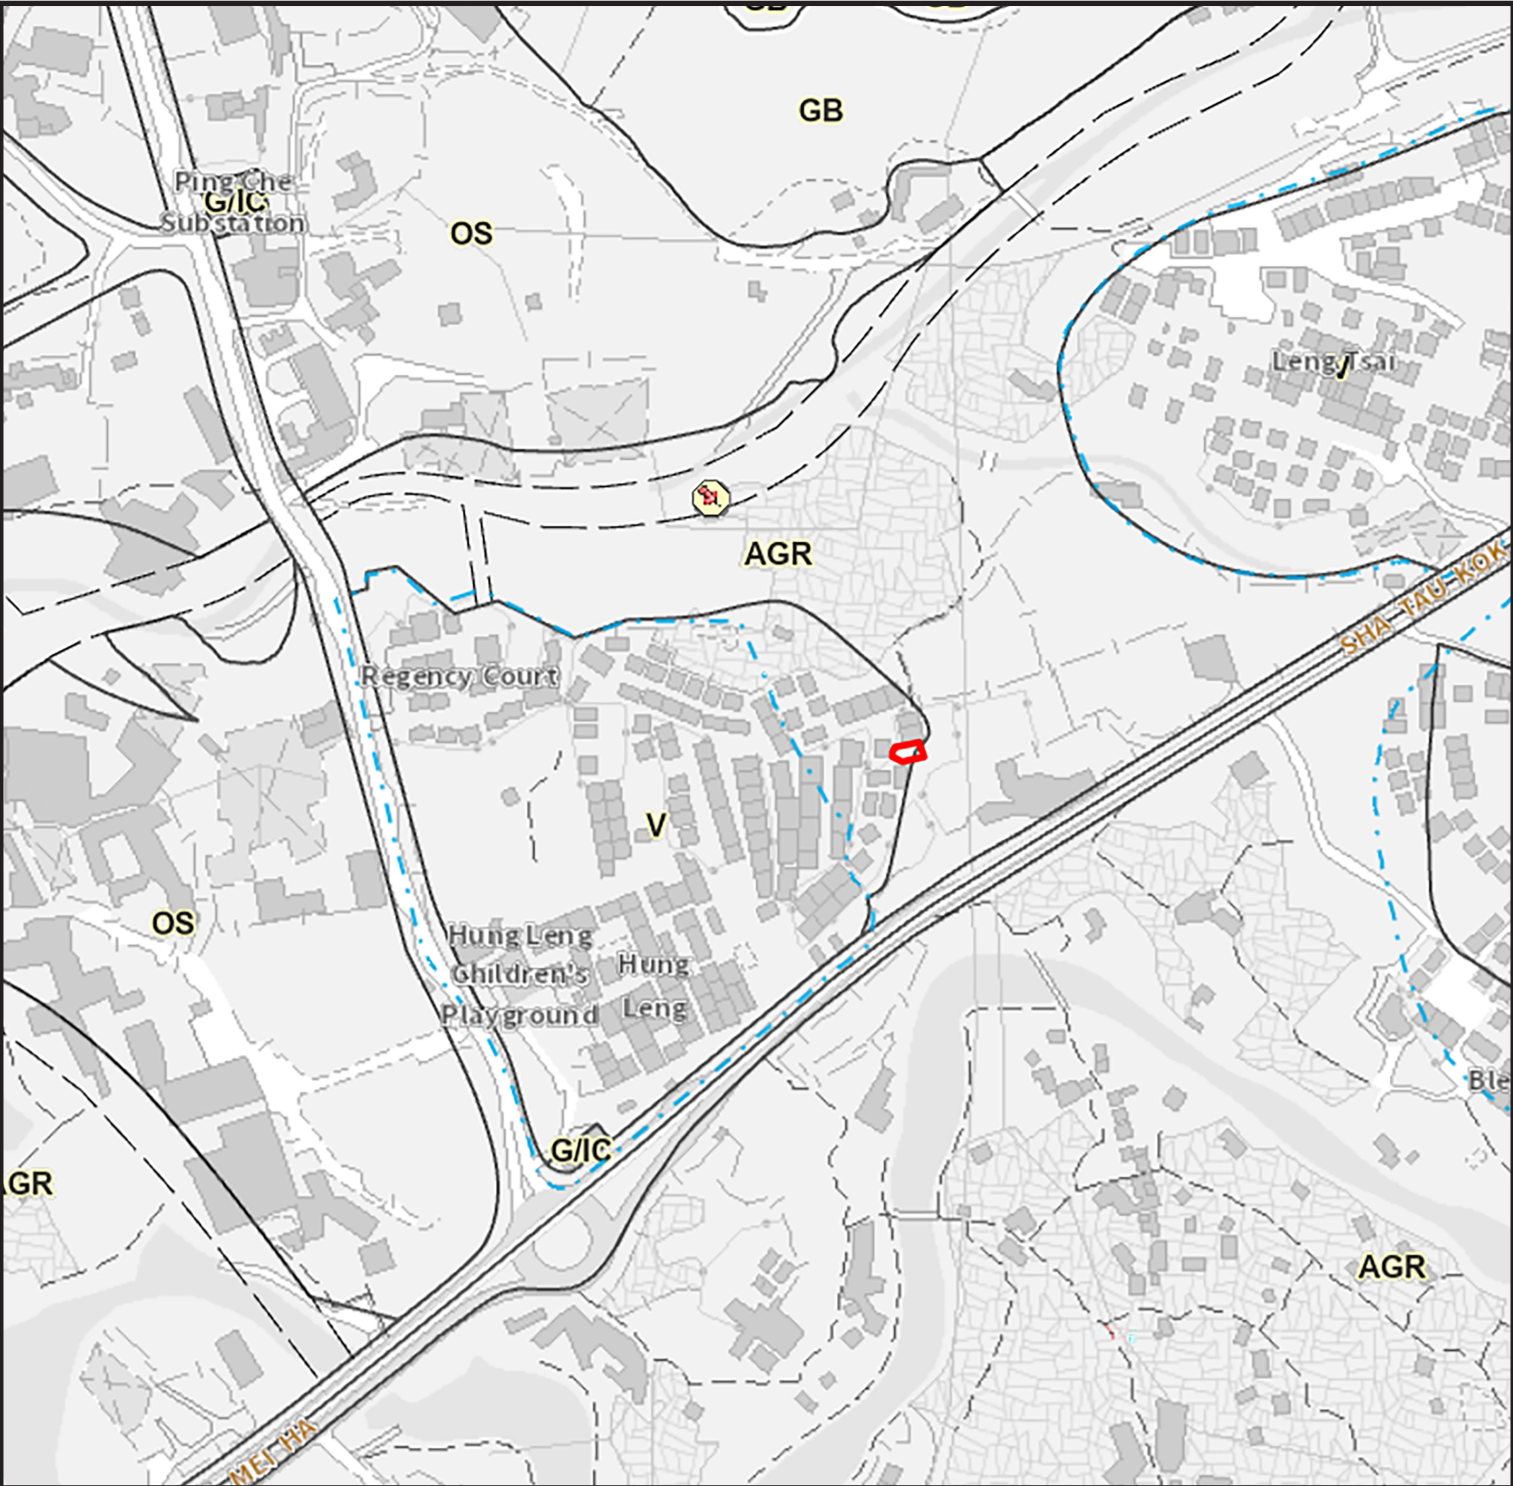 GB
Ping Che
G/IC
Substation
OS
Leng Tsai
V
AGR
SHA TAU KOK
Regency Court
V
OS
Hung Leng
Children's
Playground
Hung
Leng
Ble
G/IC
AGR
AGR
MEI HA